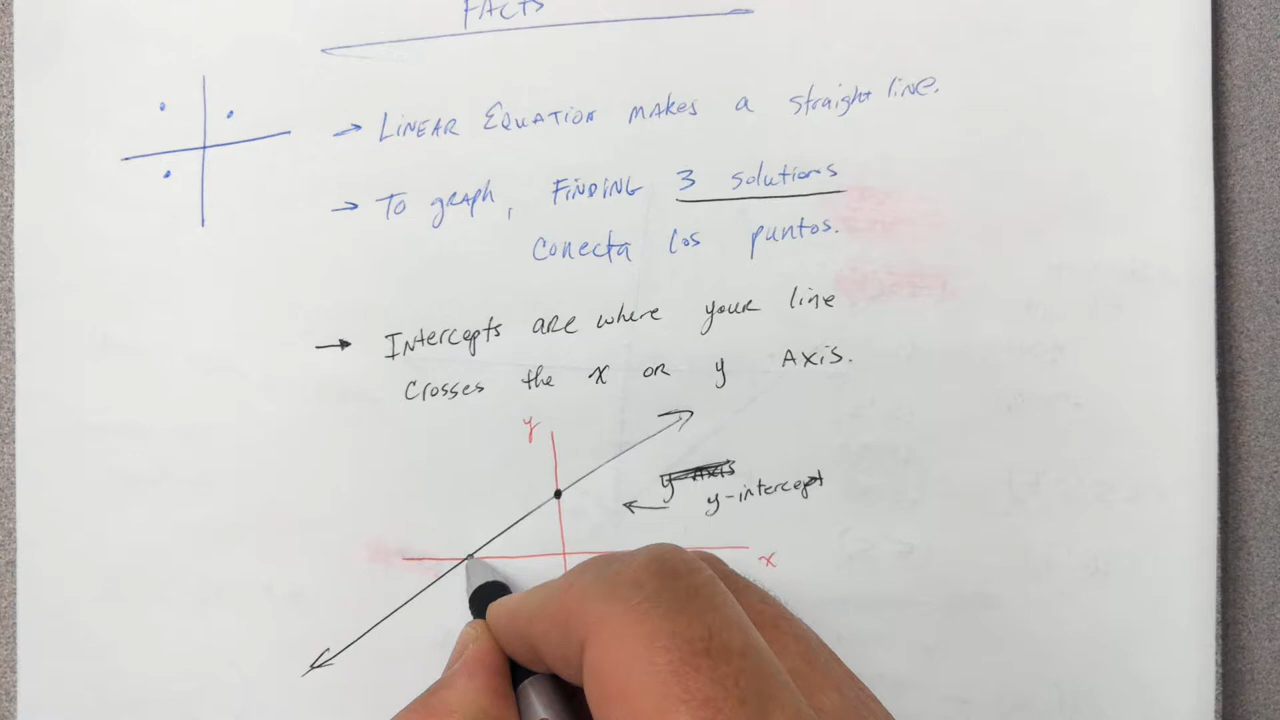 FACTS
→ LINEAR EQUATION makes a straight line.
→ To graph, FINDING 3 solutions
Conecta los puntos.
→ Intercepts are where your line
crosses the x or y Axis.
y
y-Axis
y-intercept
x